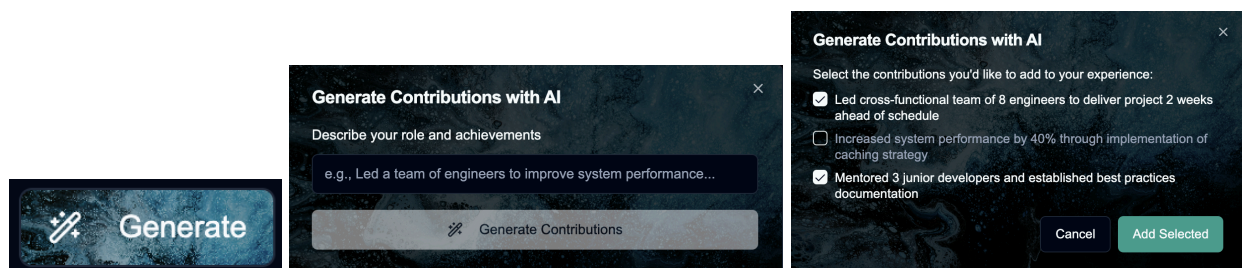 Generate
Generate Contributions with AI
Describe your role and achievements
e.g., Led a team of engineers to improve system performance...
Generate Contributions
Generate Contributions with AI
Select the contributions you'd like to add to your experience:
Led cross-functional team of 8 engineers to deliver project 2 weeks
ahead of schedule
Increased system performance by 40% through implementation of
caching strategy
Mentored 3 junior developers and established best practices
documentation
Cancel
Add Selected